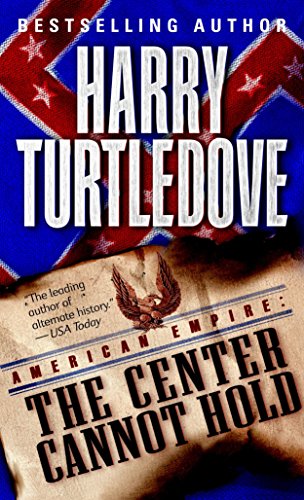 BESTSELLING AUTHOR
HARRY
TURTLEDOVE
"The leading
author of
alternate history."
—USA Today
AMERICAN EMPIRE:
THE CENTER
CANNOT HOLD